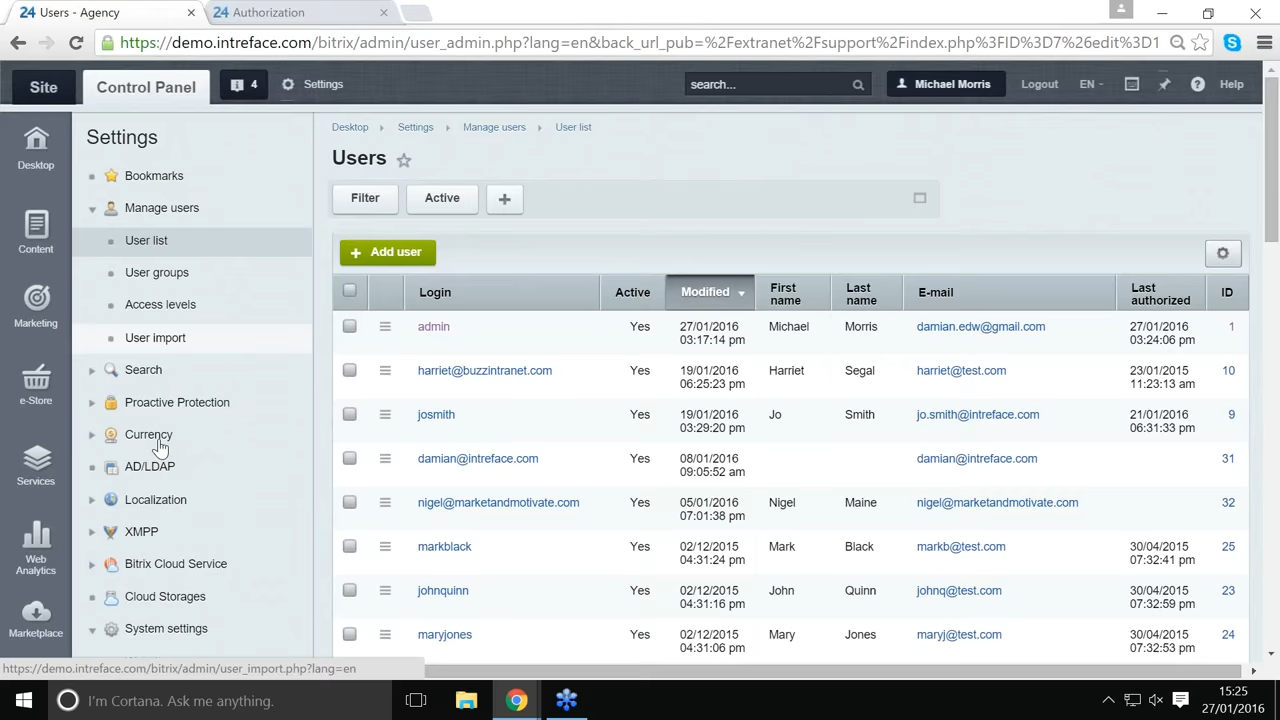 24 Users - Agency
24 Authorization
https://demo.intreface.com/bitrix/admin/user_admin.php?lang=en&back_url_pub=%2Fextranet%2Fsupport%2Findex.php%3FID%3D7%26edit%3D1
Site
Control Panel
4
Settings
search...
Michael Morris
Logout
EN
Help
Desktop
Content
Marketing
e-Store
Services
Web
Analytics
Marketplace
Settings
Bookmarks
Manage users
User list
User groups
Access levels
User import
Search
Proactive Protection
Currency
AD/LDAP
Localization
XMPP
Bitrix Cloud Service
Cloud Storages
System settings
Desktop Settings Manage users User list
Users
Filter Active +
+ Add user
Login Active Modified First name Last name E-mail Last authorized ID
admin Yes 27/01/2016 03:17:14 pm Michael Morris damian.edw@gmail.com 27/01/2016 03:24:06 pm 1
harriet@buzzintranet.com Yes 19/01/2016 06:25:23 pm Harriet Segal harriet@test.com 23/01/2016 11:23:13 am 10
josmith Yes 19/01/2016 03:29:20 pm Jo Smith jo.smith@intreface.com 21/01/2016 06:31:33 pm 9
damian@intreface.com Yes 08/01/2016 09:05:52 am damian@intreface.com 31
nigel@marketandmotivate.com Yes 05/01/2016 07:01:38 pm Nigel Maine nigel@marketandmotivate.com 32
markblack Yes 02/12/2015 04:31:24 pm Mark Black markb@test.com 30/04/2015 07:32:41 pm 25
johnquinn Yes 02/12/2015 04:31:16 pm John Quinn johnq@test.com 30/04/2015 07:32:59 pm 23
maryjones Yes 02/12/2015 04:31:06 pm Mary Jones maryj@test.com 30/04/2015 07:32:53 pm 24
https://demo.intreface.com/bitrix/admin/user_import.php?lang=en
I'm Cortana. Ask me anything.
15:25
27/01/2016